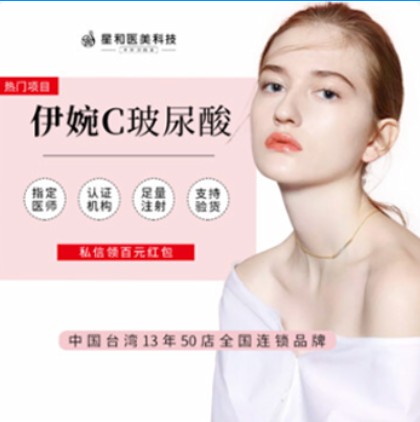 星和医美科技
热门项目
伊婉C玻尿酸
指定医师
认证机构
足量注射
支持验货
私信领百元红包
中国台湾13年50店全国连锁品牌